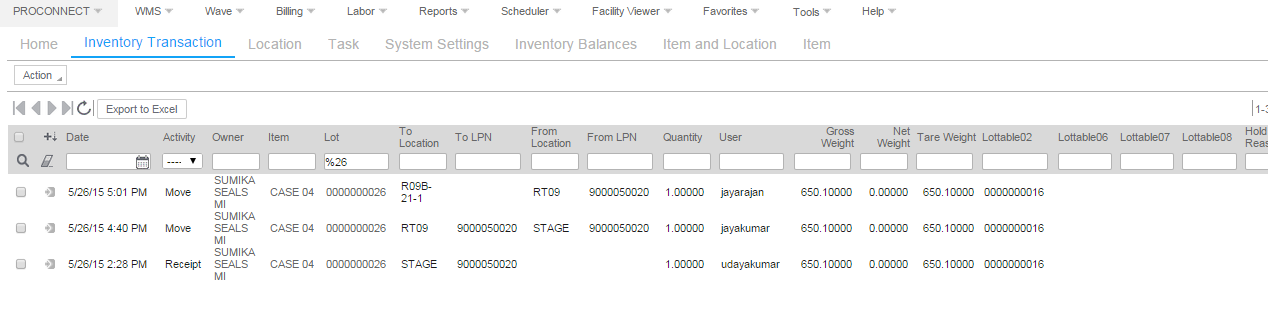 PROCONNECT WMS Wave Billing Labor Reports Scheduler Facility Viewer Favorites Tools Help
Home Inventory Transaction Location Task System Settings Inventory Balances Item and Location Item
Action
Export to Excel 1-3
Date Activity Owner Item Lot To Location To LPN From Location From LPN Quantity User Gross Weight Net Weight Tare Weight Lottable02 Lottable06 Lottable07 Lottable08 Hold Reas
---- %26
5/26/15 5:01 PM Move SUMIKA SEALS MI CASE 04 0000000026 R09B-21-1 RT09 9000050020 1.00000 jayarajan 650.10000 0.00000 650.10000 0000000016
5/26/15 4:40 PM Move SUMIKA SEALS MI CASE 04 0000000026 RT09 9000050020 STAGE 9000050020 1.00000 jayakumar 650.10000 0.00000 650.10000 0000000016
5/26/15 2:28 PM Receipt SUMIKA SEALS MI CASE 04 0000000026 STAGE 9000050020 1.00000 udayakumar 650.10000 0.00000 650.10000 0000000016